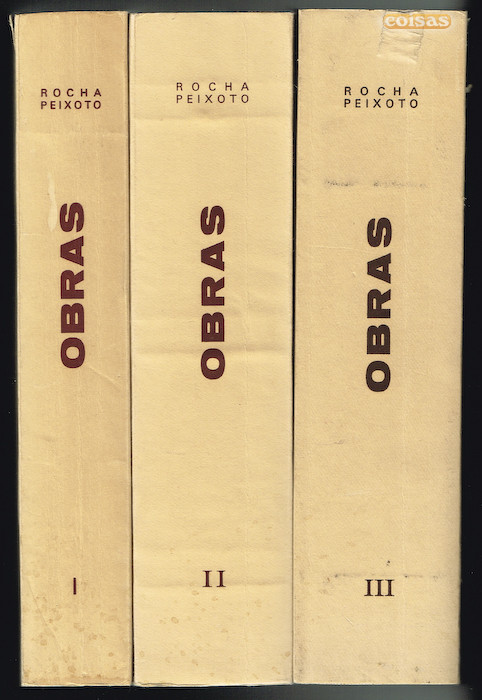 coisas
ROCHA
PEIXOTO
OBRAS
I
ROCHA
PEIXOTO
OBRAS
II
ROCHA
PEIXOTO
OBRAS
III